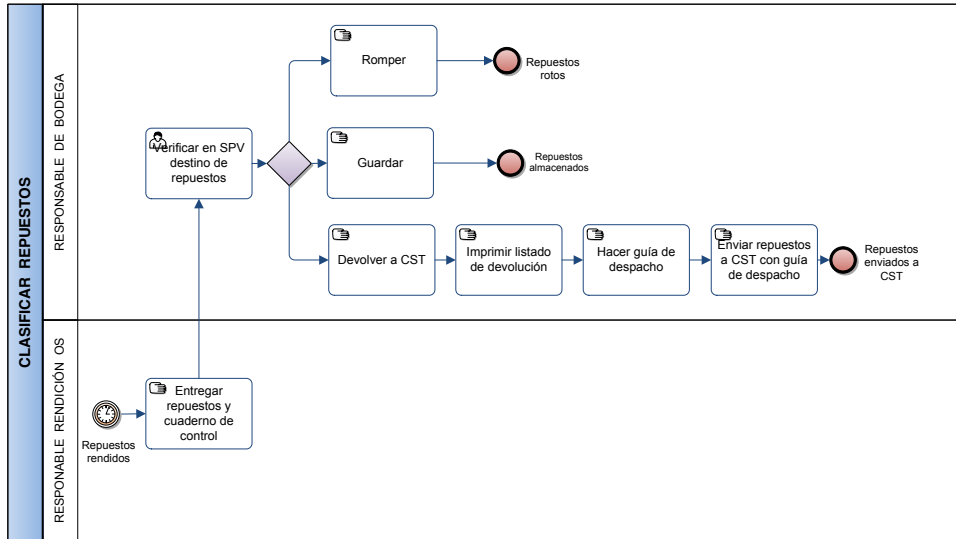 CLASIFICAR REPUESTOS
RESPONSABLE DE BODEGA
Romper
Repuestos
rotos
Verificar en SPV
destino de
repuestos
Guardar
Repuestos
almacenados
Devolver a CST
Imprimir listado
de devolución
Hacer guía de
despacho
Enviar repuestos
a CST con guía
de despacho
Repuestos
enviados a
CST
RESPONABLE RENDICIÓN OS
Repuestos
rendidos
Entregar
repuestos y
cuaderno de
control